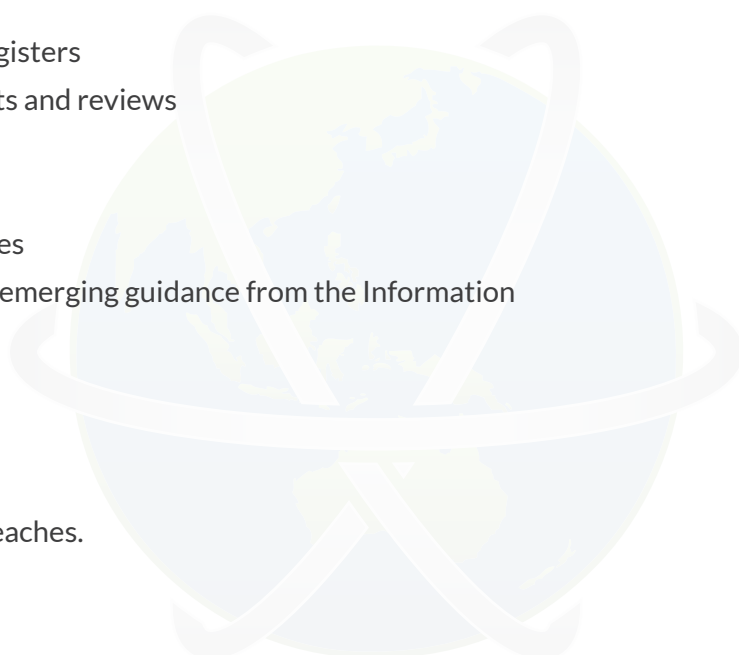 gisters
ts and reviews
es
emerging guidance from the Information
eaches.